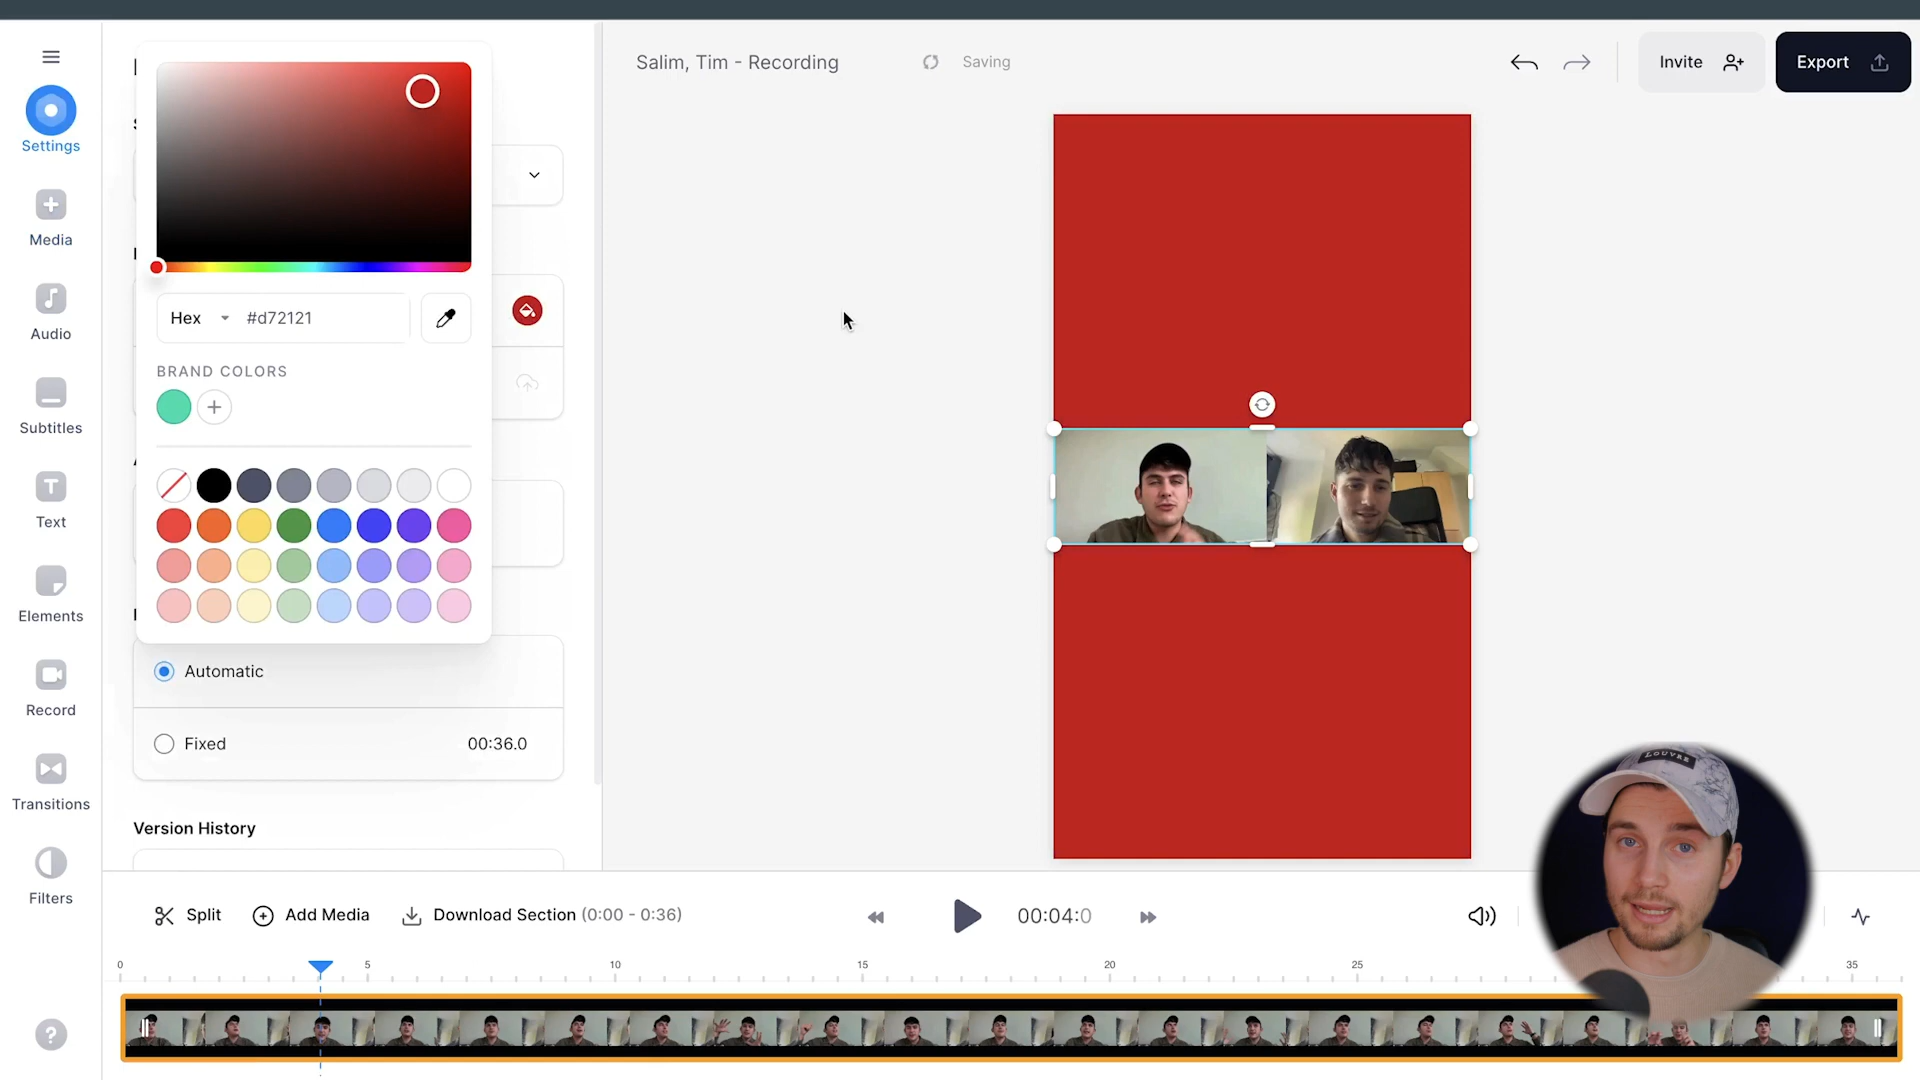 Salim, Tim - Recording
Saving
Invite
Export
Settings
Media
Audio
Subtitles
Text
Elements
Record
Transitions
Filters
Hex
#d72121
BRAND COLORS
Automatic
Fixed
00:36.0
Version History
Split
Add Media
Download Section (0:00 - 0:36)
00:04:0
0
5
10
15
20
25
35
LOUVRE
?